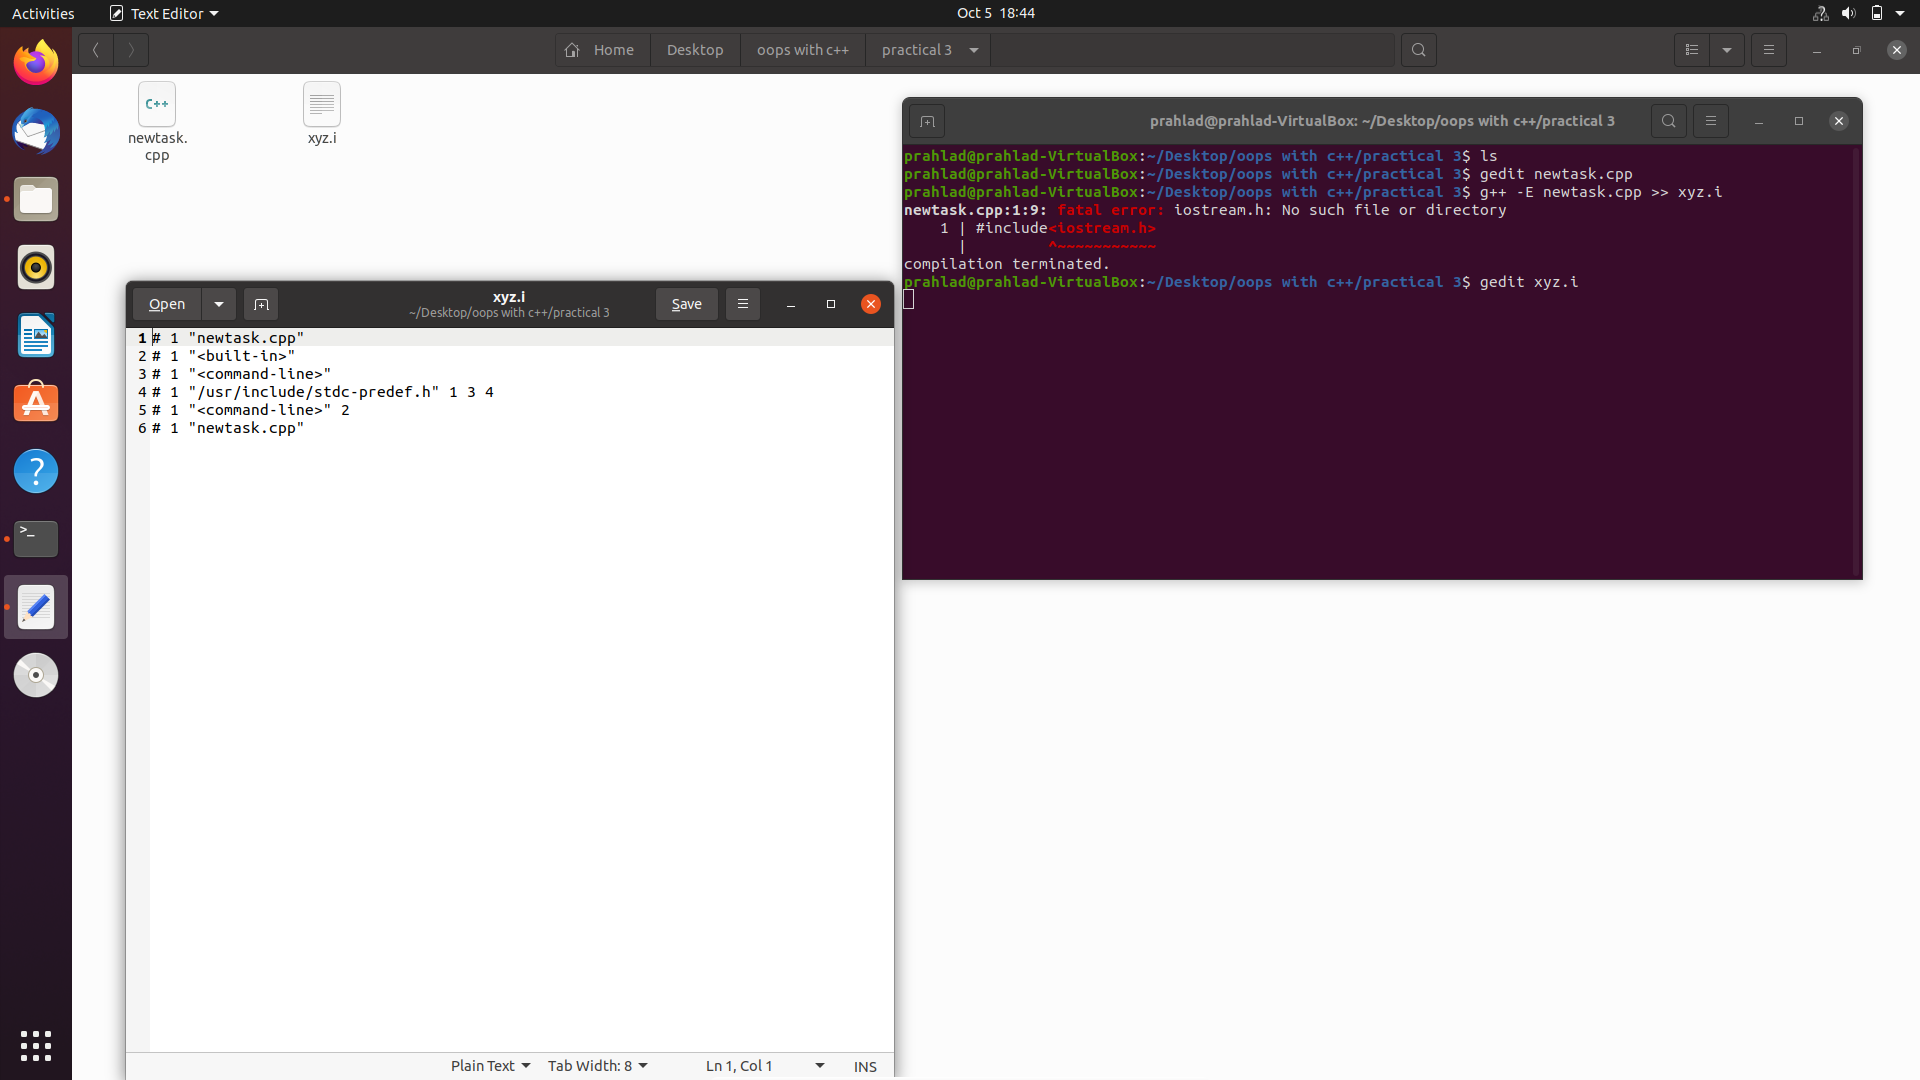 Activities
Text Editor
Oct 5 18:44
Home
Desktop
oops with c++
practical 3
C++
newtask.
cpp
xyz.i
prahlad@prahlad-VirtualBox: ~/Desktop/oops with c++/practical 3
prahlad@prahlad-VirtualBox:~/Desktop/oops with c++/practical 3$ ls
prahlad@prahlad-VirtualBox:~/Desktop/oops with c++/practical 3$ gedit newtask.cpp
prahlad@prahlad-VirtualBox:~/Desktop/oops with c++/practical 3$ g++ -E newtask.cpp >> xyz.i
newtask.cpp:1:9: fatal error: iostream.h: No such file or directory
    1 | #include<iostream.h>
      |         ^~~~~~~~~~~~
compilation terminated.
prahlad@prahlad-VirtualBox:~/Desktop/oops with c++/practical 3$ gedit xyz.i
Open
xyz.i
~/Desktop/oops with c++/practical 3
Save
1 # 1 "newtask.cpp"
2 # 1 "<built-in>"
3 # 1 "<command-line>"
4 # 1 "/usr/include/stdc-predef.h" 1 3 4
5 # 1 "<command-line>" 2
6 # 1 "newtask.cpp"
Plain Text
Tab Width: 8
Ln 1, Col 1
INS